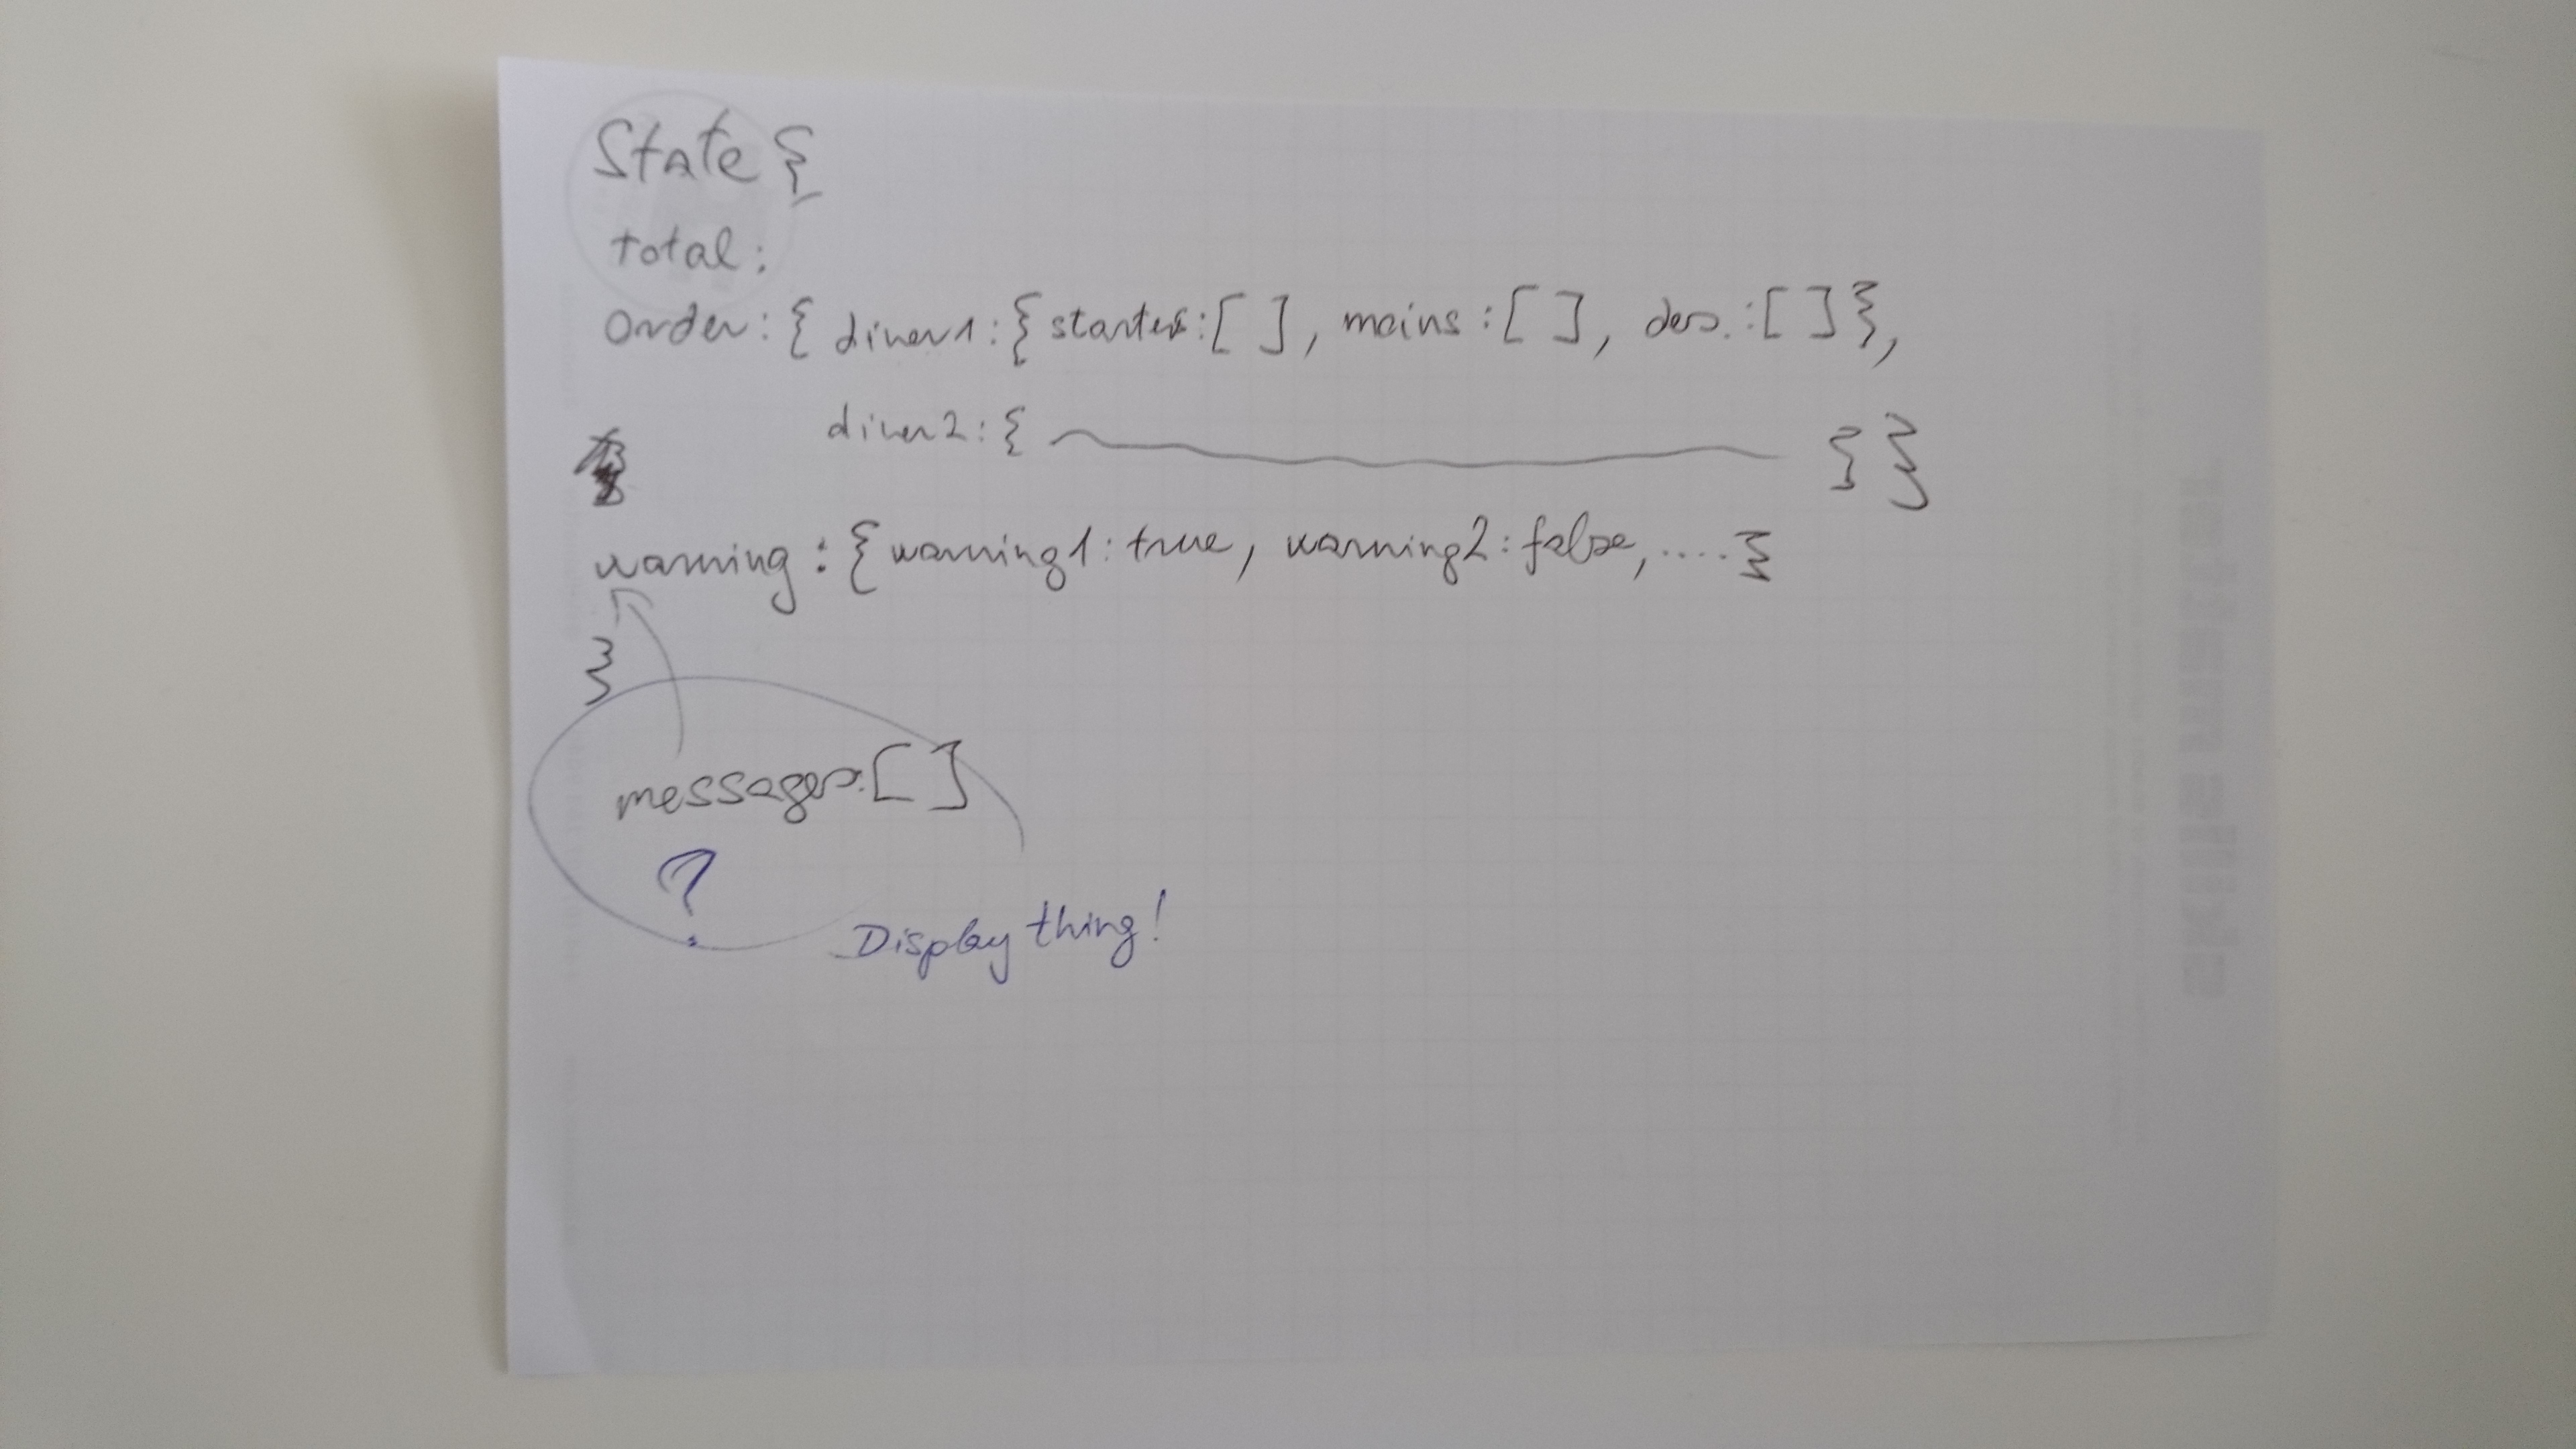 State {
total:
Order: { diner1: { starters: [ ], mains: [ ], des.: [ ] },
diner2: { } }
warning: { warning1: true, warning2: false, .... }
}
messages: [ ]
?
Display thing!